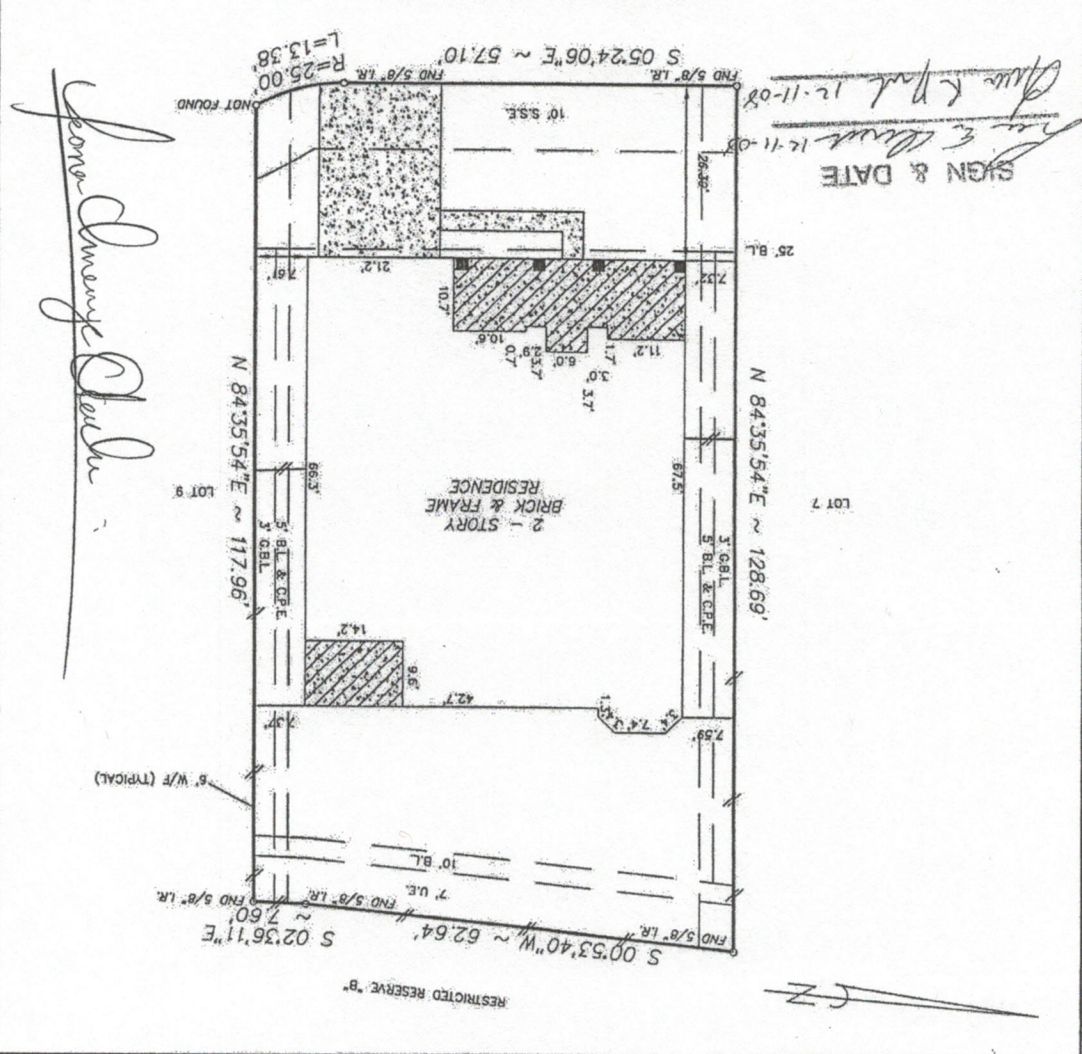 RESTRICTED RESERVE "B"
S 00°53'40"W ~ 62.64'
S 02°36'11"E
~ 7.60'
FND 5/8" I.R.
FND 5/8" I.R.
FND 5/8" I.R.
7' U.E.
10' B.L.
6' W/F (TYPICAL)
7.59'
7.4'
42.7'
7.37'
9.6'
14.2'
3' G.B.L.
5' B.L. & C.P.E.
5' B.L. & C.P.E.
3' G.B.L.
LOT 7
LOT 9
N 84°35'54"E ~ 128.69'
N 84°35'54"E ~ 117.96'
2 - STORY
BRICK & FRAME
RESIDENCE
67.5'
66.3'
3.7'
3.0'
1.7'
11.2'
6.0'
3.7'
2.9'
0.7'
10.6'
10.7'
7.32'
21.2'
7.61'
25' B.L.
26.39'
10' S.S.E.
SIGN & DATE
12-11-08
12-11-08
NOT FOUND
FND 5/8" I.R.
FND 5/8" I.R.
S 05°24'06"E ~ 57.10'
R=25.00'
L=13.38'
N